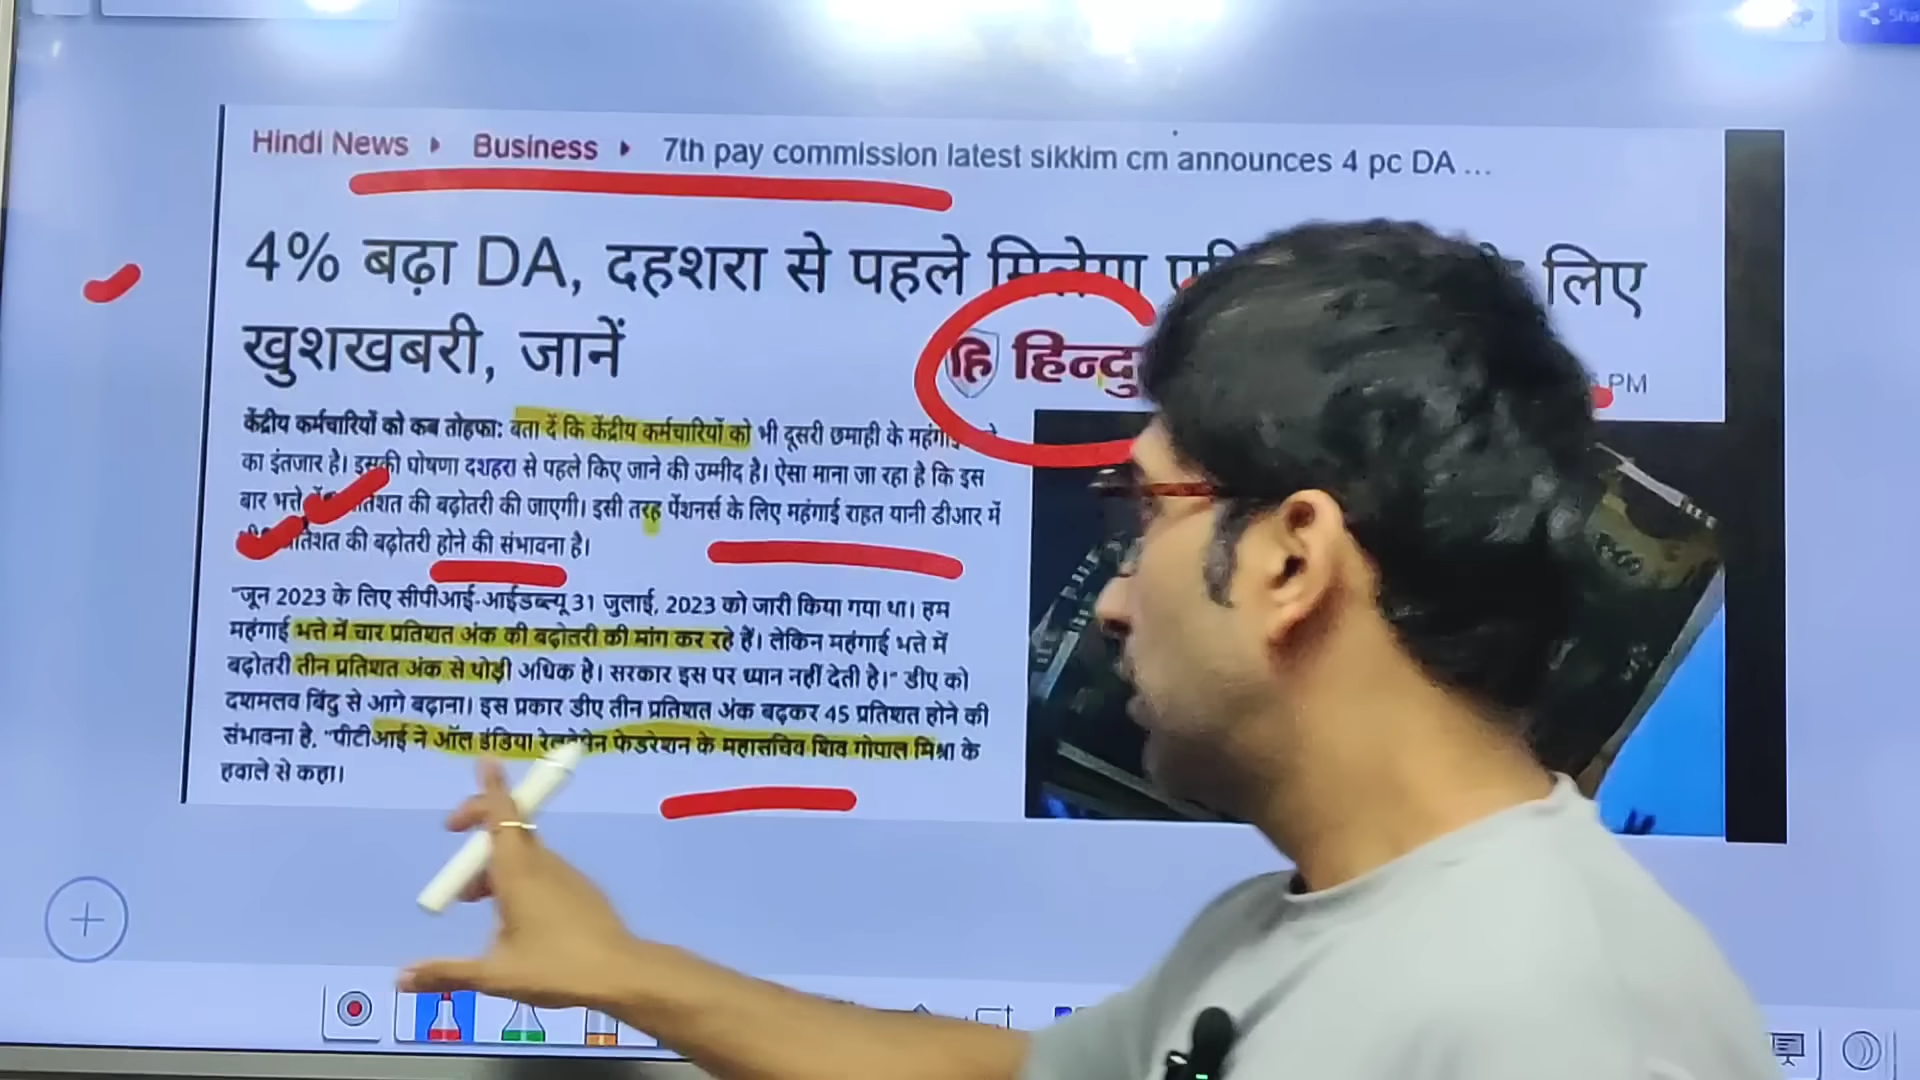 Sha
Hindi News Business 7th pay commission latest sikkim cm announces 4 pc DA ...
4% बढ़ा DA, दहशरा से पहले मिलेगा लिए
खुशखबरी, जानें
हि हिन्दु
PM
केंद्रीय कर्मचारियों को कब तोहफा: बता दें कि केंद्रीय कर्मचारियों को भी दूसरी छमाही के
का इंतजार है। इसकी घोषणा दशहरा से पहले किए जाने की उम्मीद है। ऐसा माना जा रहा है कि इस
बार भत्ते की बढ़ोतरी की जाएगी। इसी तरह पेंशनर्स के लिए महंगाई राहत यानी डीआर में
की बढ़ोतरी होने की संभावना है।
"जून 2023 के लिए सीपीआई-आईडब्ल्यू 31 जुलाई, 2023 को जारी किया गया था। हम
महंगाई भत्ते में चार प्रतिशत अंक की बढ़ोतरी की मांग कर रहे हैं। लेकिन महंगाई भत्ते में
बढ़ोतरी तीन प्रतिशत अंक से थोड़ी अधिक है। सरकार इस पर ध्यान नहीं देती है।" डीए को
दशमलव बिंदु से आगे बढ़ाना। इस प्रकार डीए तीन प्रतिशत अंक बढ़कर 45 प्रतिशत होने की
संभावना है, "पीटीआई ने ऑल इंडिया रेलवेमेन फेडरेशन के महासचिव शिव गोपाल मिश्रा के
हवाले से कहा।